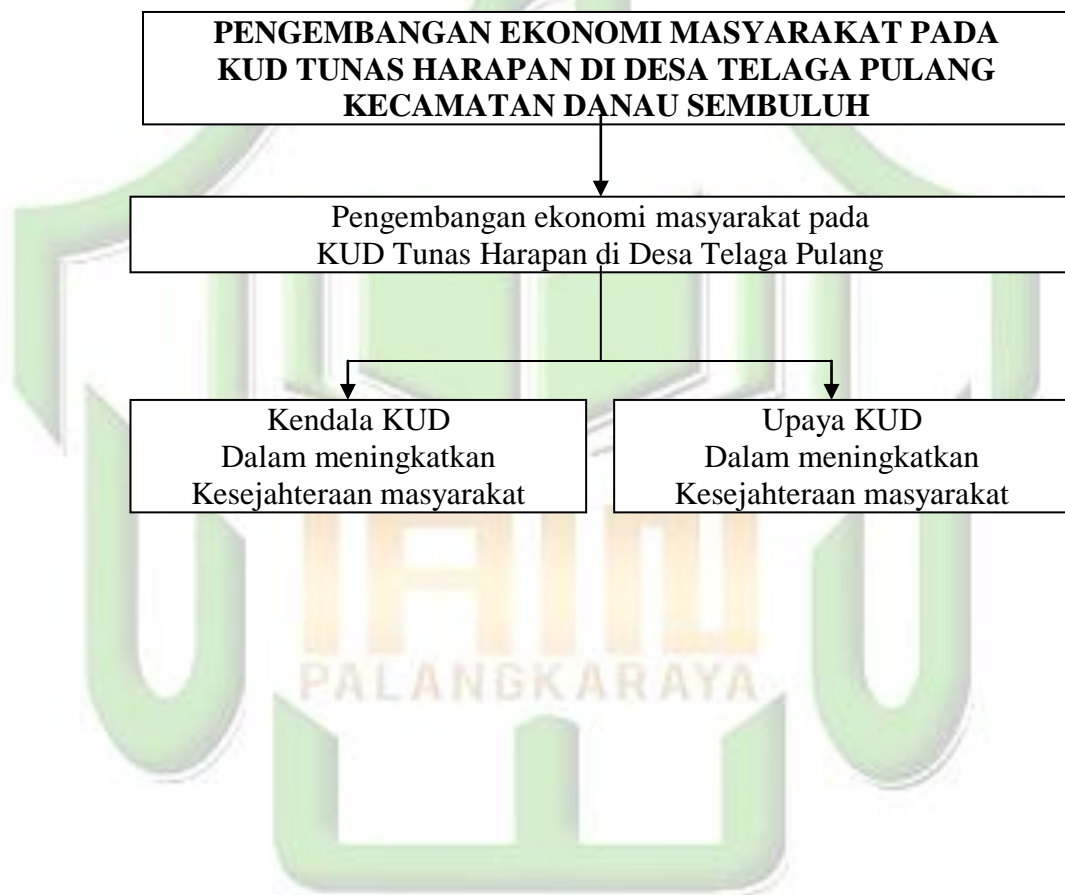 PENGEMBANGAN EKONOMI MASYARAKAT PADA
KUD TUNAS HARAPAN DI DESA TELAGA PULANG
KECAMATAN DANAU SEMBULUH
Pengembangan ekonomi masyarakat pada
KUD Tunas Harapan di Desa Telaga Pulang
Kendala KUD
Dalam meningkatkan
Kesejahteraan masyarakat
Upaya KUD
Dalam meningkatkan
Kesejahteraan masyarakat
IAIN
PALANGKARAYA